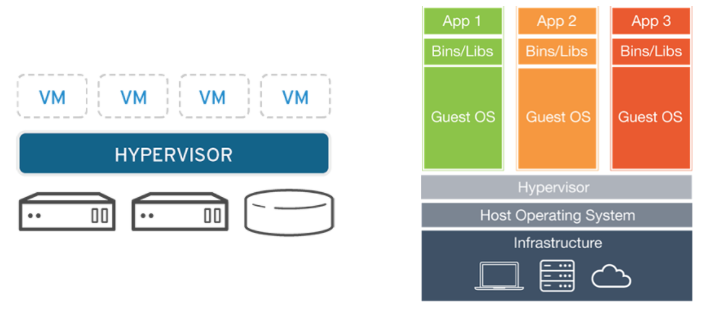 VM VM VM VM
HYPERVISOR
App 1 App 2 App 3
Bins/Libs Bins/Libs Bins/Libs
Guest OS Guest OS Guest OS
Hypervisor
Host Operating System
Infrastructure